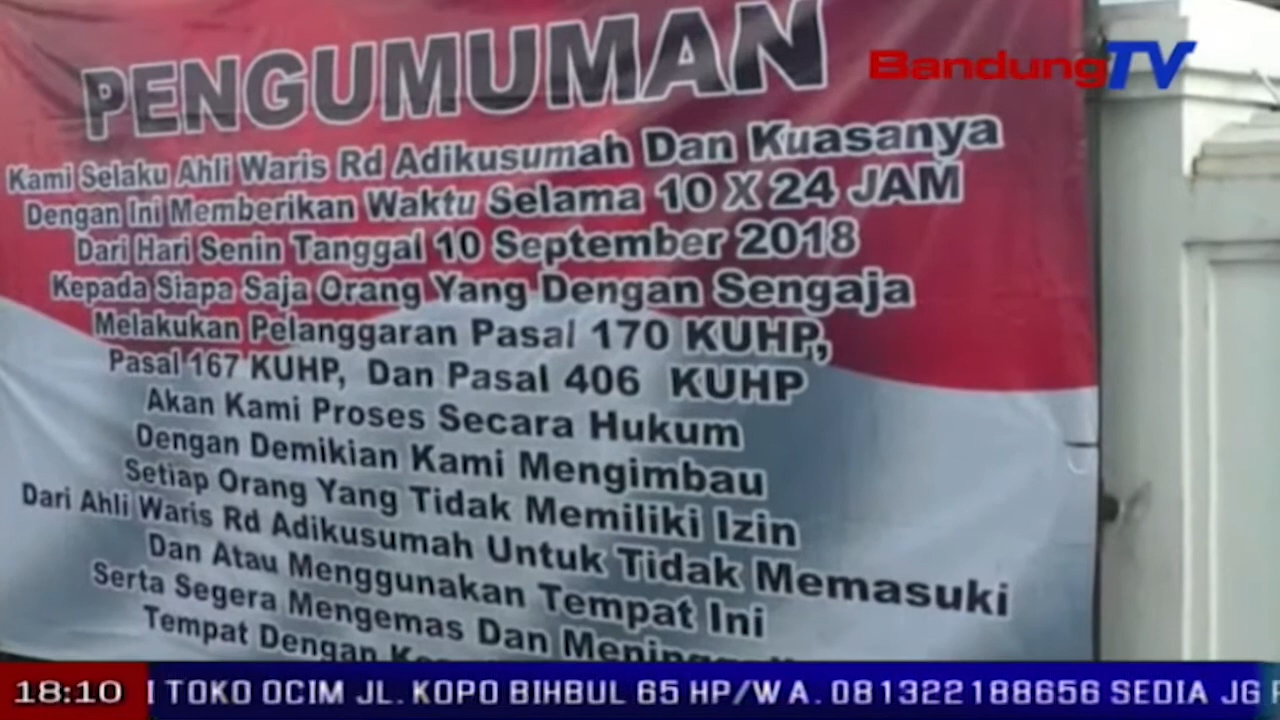 PENGUMUMAN
BandungTV
Kami Selaku Ahli Waris Rd Adikusumah Dan Kuasanya
Dengan Ini Memberikan Waktu Selama 10 X 24 JAM
Dari Hari Senin Tanggal 10 September 2018
Kepada Siapa Saja Orang Yang Dengan Sengaja
Melakukan Pelanggaran Pasal 170 KUHP,
Pasal 167 KUHP, Dan Pasal 406 KUHP
Akan Kami Proses Secara Hukum
Dengan Demikian Kami Mengimbau
Setiap Orang Yang Tidak Memiliki Izin
Dari Ahli Waris Rd Adikusumah Untuk Tidak Memasuki
Dan Atau Menggunakan Tempat Ini
Serta Segera Mengemas Dan
Tempat Dengan
18:10 I TOKO OCIM JL. KOPO BIHBUL 65 HP/WA. 081322188656 SEDIA JG